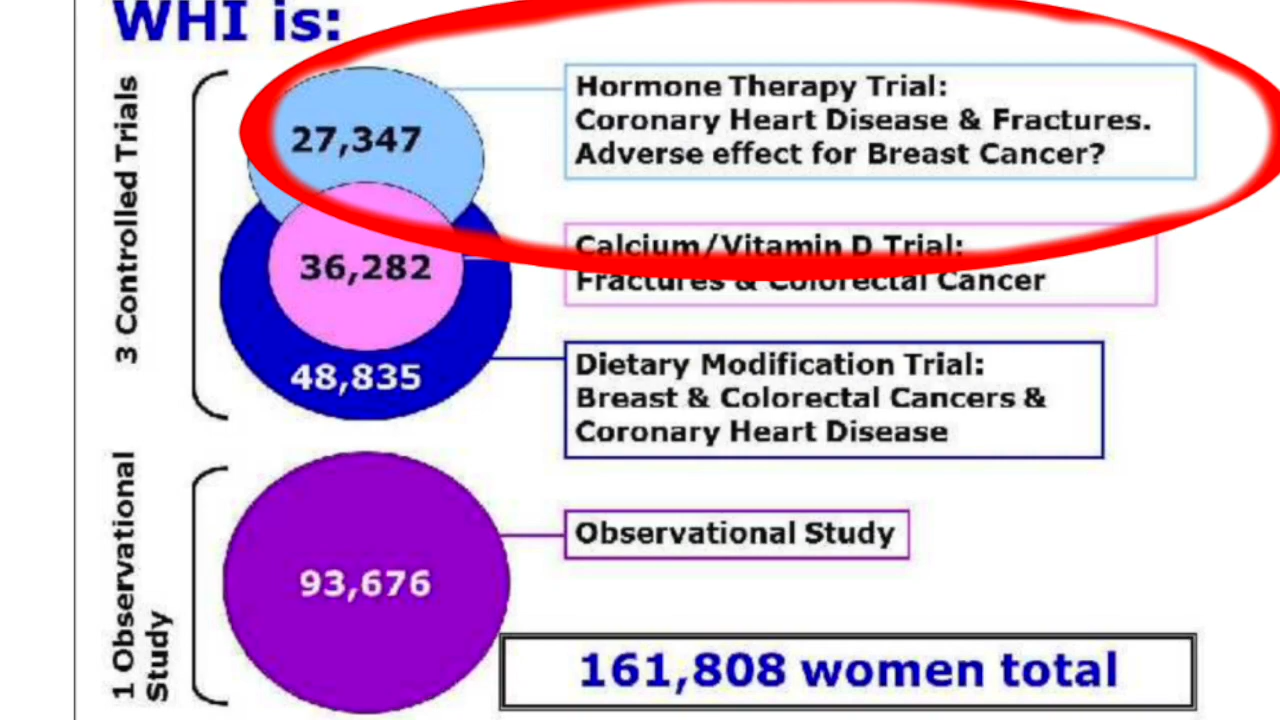 WHI is:
3 Controlled Trials
27,347
Hormone Therapy Trial:
Coronary Heart Disease & Fractures.
Adverse effect for Breast Cancer?
36,282
Calcium/Vitamin D Trial:
Fractures & Colorectal Cancer
48,835
Dietary Modification Trial:
Breast & Colorectal Cancers &
Coronary Heart Disease
1 Observational
Study
93,676
Observational Study
161,808 women total